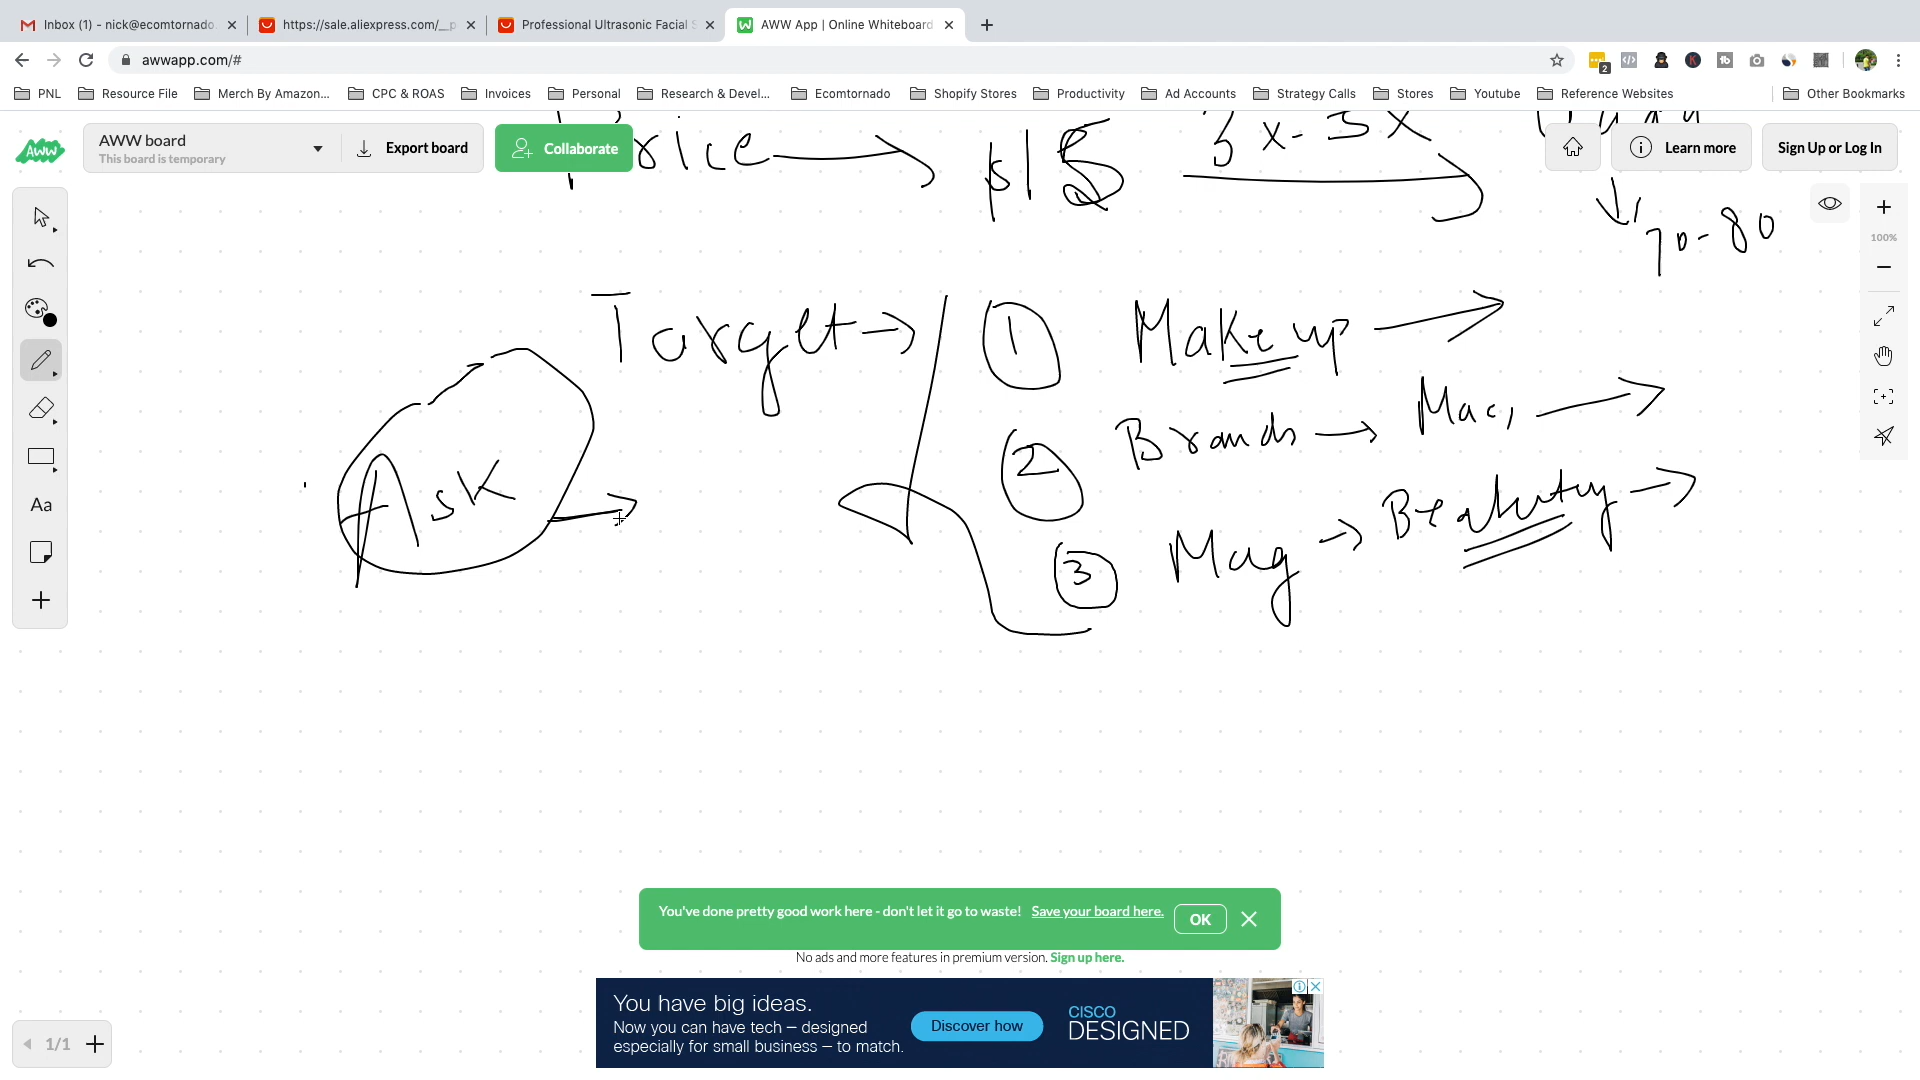 Inbox (1) - nick@ecomtornado.
https://sale.aliexpress.com/__p
Professional Ultrasonic Facial S
AWW App | Online Whiteboard
awwapp.com/#
2
PNL
Resource File
Merch By Amazon...
CPC & ROAS
Invoices
Personal
Research & Devel...
Ecomtornado
Shopify Stores
Productivity
Ad Accounts
Strategy Calls
Stores
Youtube
Reference Websites
Other Bookmarks
AWW
AWW board
This board is temporary
Export board
Collaborate
Learn more
Sign Up or Log In
Price
$15
3x-5x
70-80
100%
Target
1 Makeup
2 Brands Mac,
3 Mag Beauty
Ask
Aa
You've done pretty good work here - don't let it go to waste! Save your board here.
OK
No ads and more features in premium version. Sign up here.
You have big ideas.
Now you can have tech – designed
especially for small business – to match.
Discover how
CISCO
DESIGNED
1/1